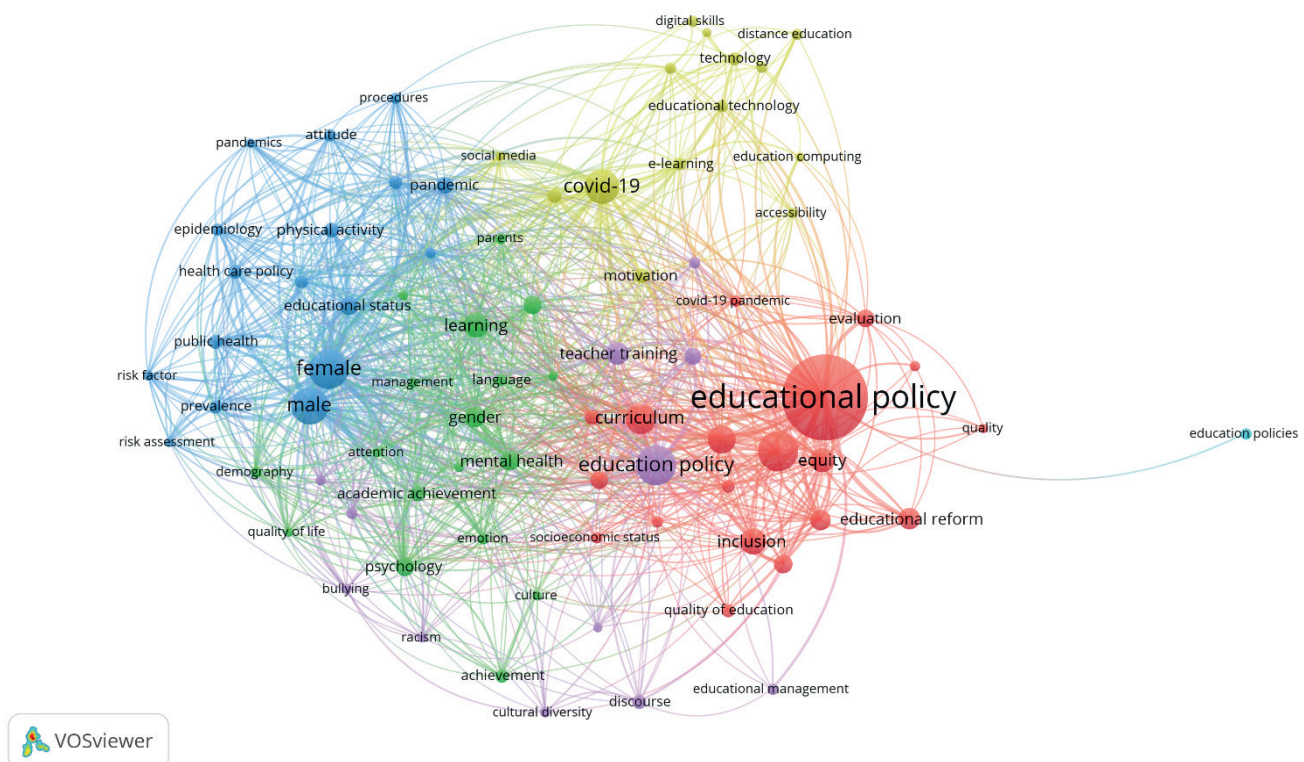 digital skills
distance education
technology
procedures
educational technology
pandemics
attitude
social media
e-learning
education computing
pandemic
covid-19
accessibility
epidemiology
physical activity
parents
health care policy
motivation
educational status
covid-19 pandemic
learning
evaluation
public health
teacher training
female
risk factor
management
language
educational policy
prevalence
male
gender
curriculum
quality
education policies
risk assessment
attention
mental health
education policy
equity
demography
academic achievement
quality of life
emotion
socioeconomic status
inclusion
educational reform
psychology
bullying
culture
quality of education
racism
achievement
educational management
cultural diversity
discourse
VOSviewer